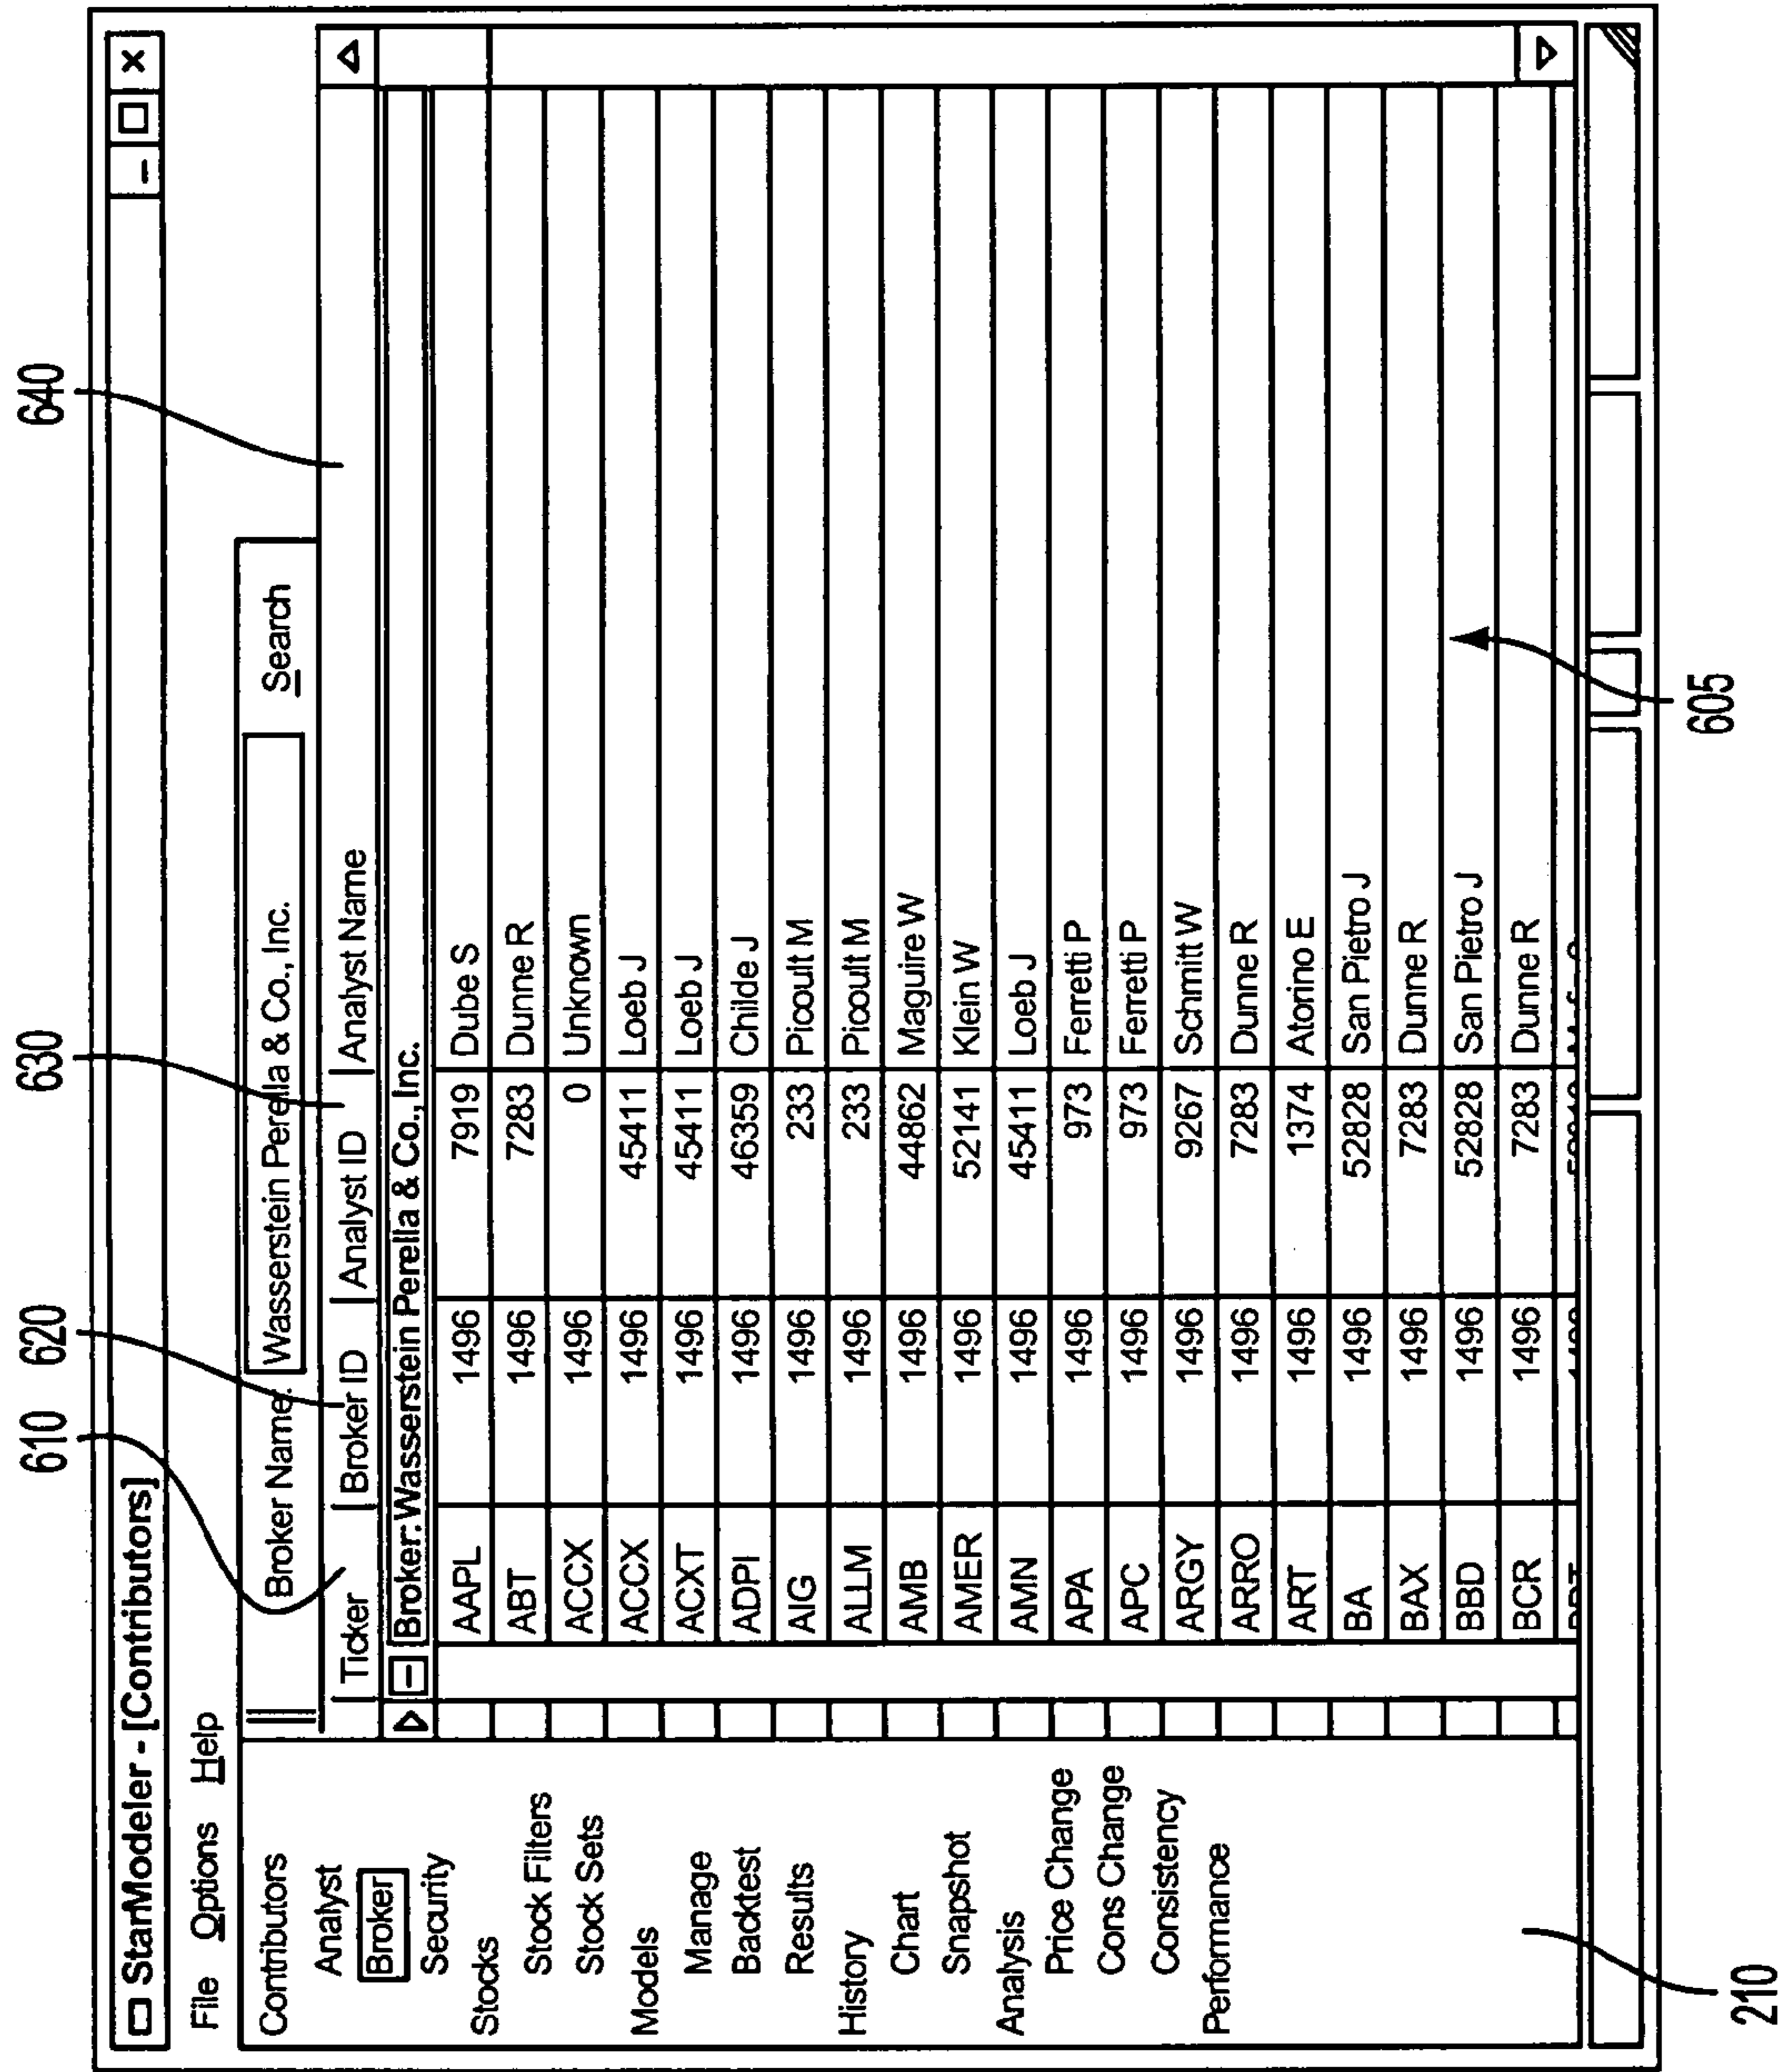 640
630
620
610
StarModeler - [Contributors]
File Options Help
Broker Name: Wasserstein Perella & Co., Inc. Search
Contributors
Analyst
Broker
Security
Stocks
Stock Filters
Stock Sets
Models
Manage
Backtest
Results
History
Chart
Snapshot
Analysis
Price Change
Cons Change
Consistency
Performance
Ticker Broker ID Analyst ID Analyst Name
Broker: Wasserstein Perella & Co., Inc.
AAPL 1496 7919 Dube S
ABT 1496 7283 Dunne R
ACCX 1496 0 Unknown
ACCX 1496 45411 Loeb J
ACXT 1496 45411 Loeb J
ADPI 1496 46359 Childe J
AIG 1496 233 Picoult M
ALLM 1496 233 Picoult M
AMB 1496 44862 Maguire W
AMER 1496 52141 Klein W
AMN 1496 45411 Loeb J
APA 1496 973 Ferretti P
APC 1496 973 Ferretti P
ARGY 1496 9267 Schmitt W
ARRO 1496 7283 Dunne R
ART 1496 1374 Atorino E
BA 1496 52828 San Pietro J
BAX 1496 7283 Dunne R
BBD 1496 52828 San Pietro J
BCR 1496 7283 Dunne R
605
210